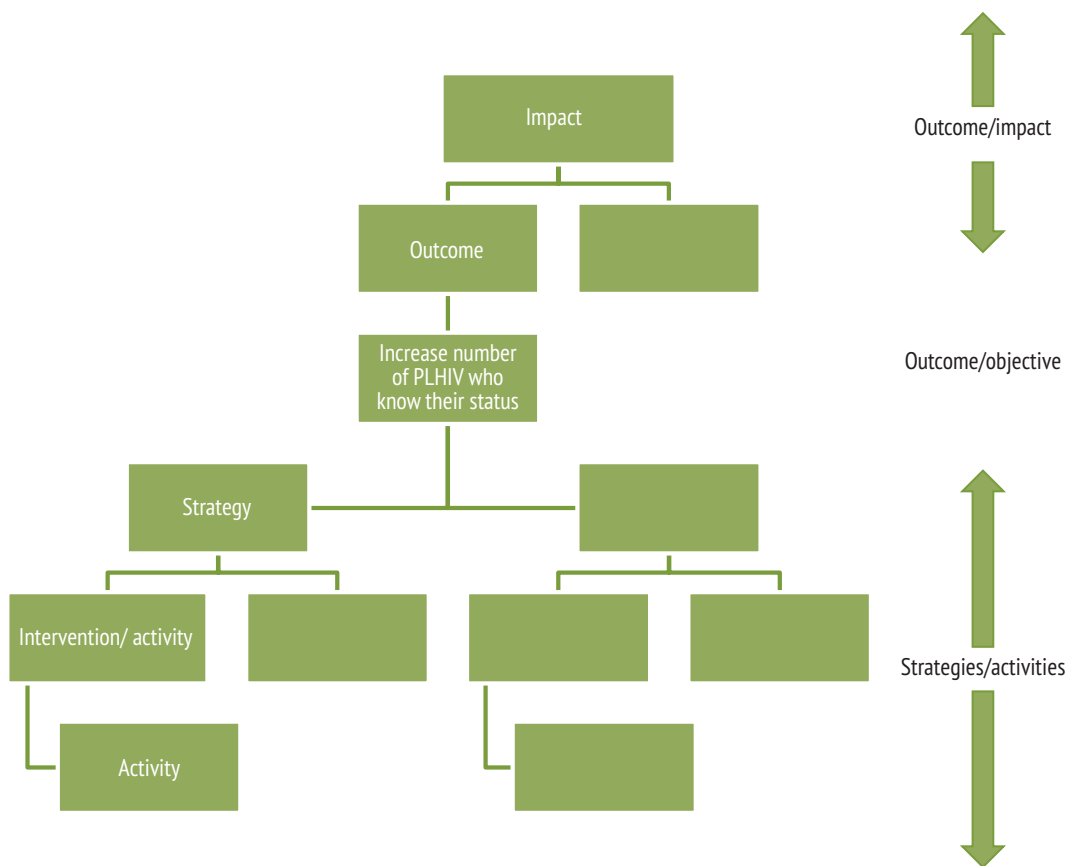 Impact
Outcome/impact
Outcome
Increase number
of PLHIV who
know their status
Outcome/objective
Strategy
Intervention/ activity
Strategies/activities
Activity